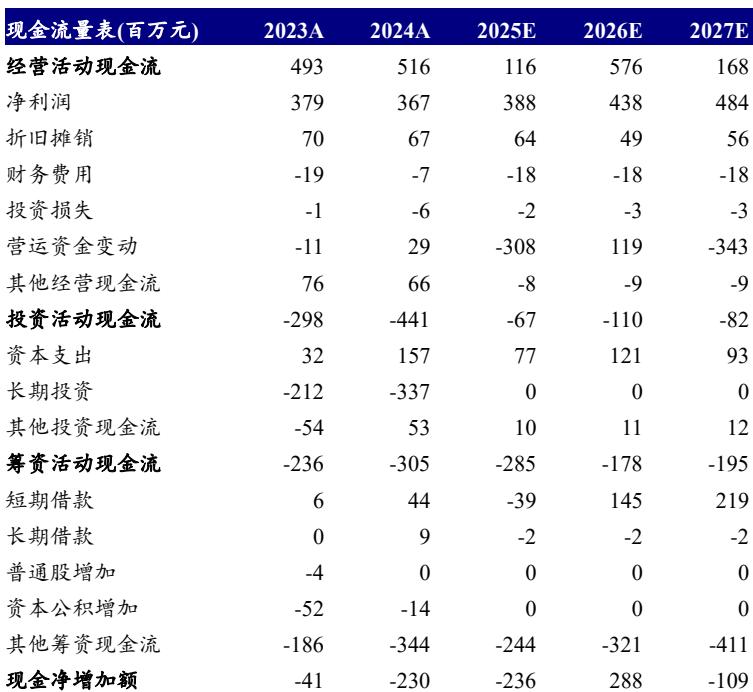 现金流量表(百万元) 2023A 2024A 2025E 2026E 2027E
经营活动现金流 493 516 116 576 168
净利润 379 367 388 438 484
折旧摊销 70 67 64 49 56
财务费用 -19 -7 -18 -18 -18
投资损失 -1 -6 -2 -3 -3
营运资金变动 -11 29 -308 119 -343
其他经营现金流 76 66 -8 -9 -9
投资活动现金流 -298 -441 -67 -110 -82
资本支出 32 157 77 121 93
长期投资 -212 -337 0 0 0
其他投资现金流 -54 53 10 11 12
筹资活动现金流 -236 -305 -285 -178 -195
短期借款 6 44 -39 145 219
长期借款 0 9 -2 -2 -2
普通股增加 -4 0 0 0 0
资本公积增加 -52 -14 0 0 0
其他筹资现金流 -186 -344 -244 -321 -411
现金净增加额 -41 -230 -236 288 -109